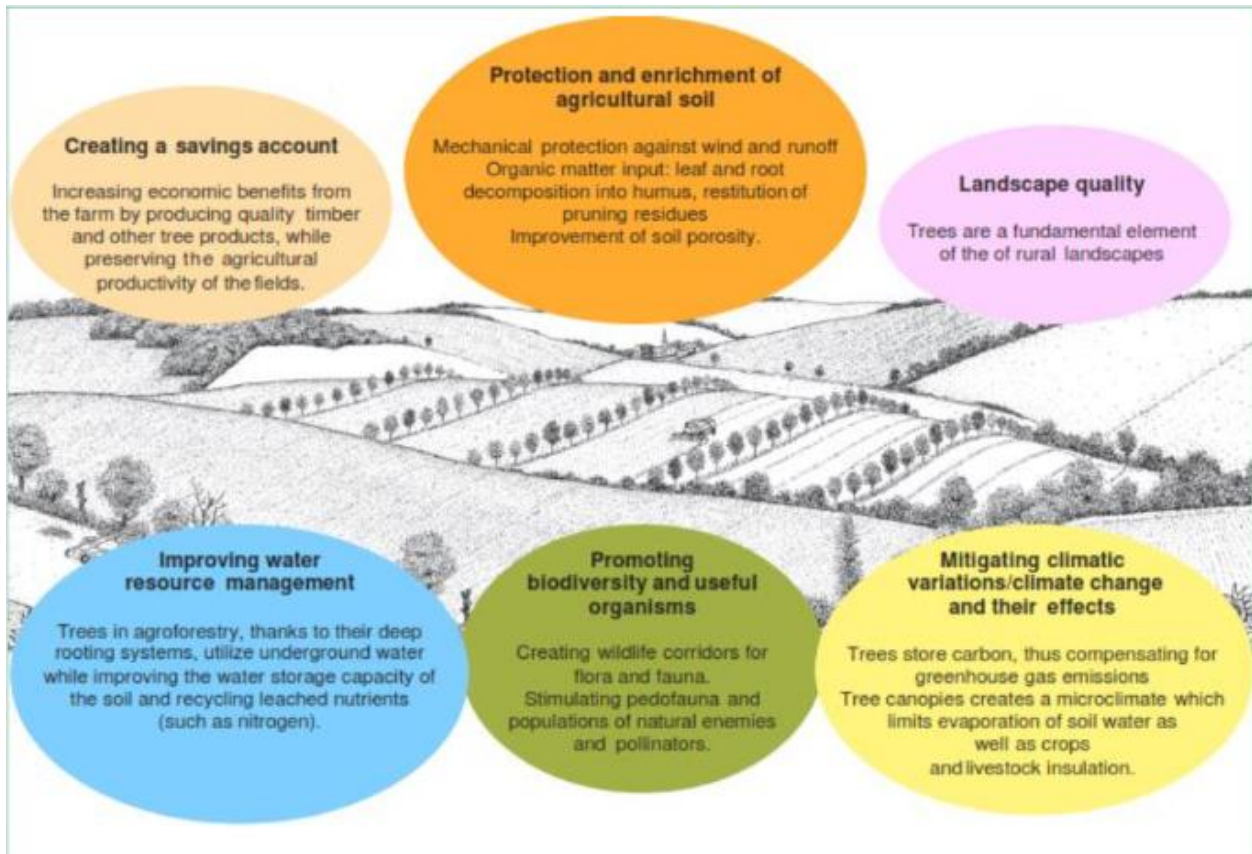 Creating a savings account
Increasing economic benefits from
the farm by producing quality timber
and other tree products, while
preserving the agricultural
productivity of the fields.
Protection and enrichment of
agricultural soil
Mechanical protection against wind and runoff
Organic matter input: leaf and root
decomposition into humus, restitution of
pruning residues
Improvement of soil porosity.
Landscape quality
Trees are a fundamental element
of the of rural landscapes
Improving water
resource management
Trees in agroforestry, thanks to their deep
rooting systems, utilize underground water
while improving the water storage capacity of
the soil and recycling leached nutrients
(such as nitrogen).
Promoting
biodiversity and useful
organisms
Creating wildlife corridors for
flora and fauna.
Stimulating pedofauna and
populations of natural enemies
and pollinators.
Mitigating climatic
variations/climate change
and their effects
Trees store carbon, thus compensating for
greenhouse gas emissions
Tree canopies creates a microclimate which
limits evaporation of soil water as
well as crops
and livestock insulation.